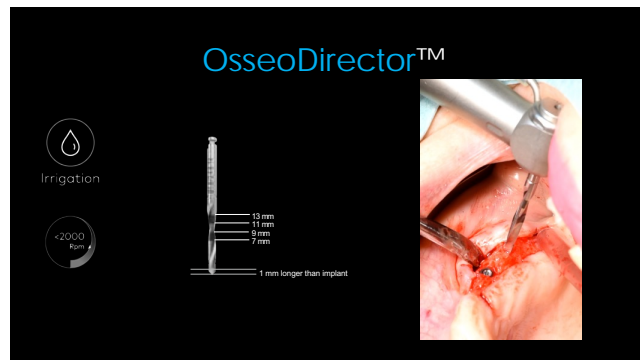 OsseoDirector™
Irrigation
<2000
Rpm
13 mm
11 mm
9 mm
7 mm
1 mm longer than implant